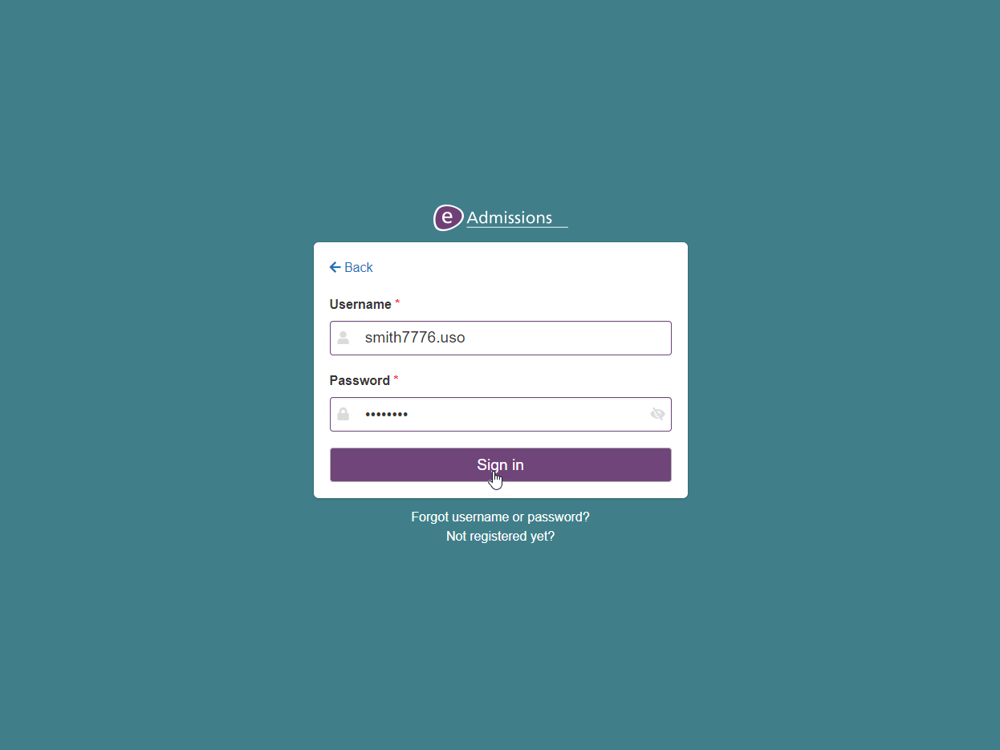 e Admissions
Back
Username *
smith7776.uso
Password *
••••••••
Sign in
Forgot username or password?
Not registered yet?